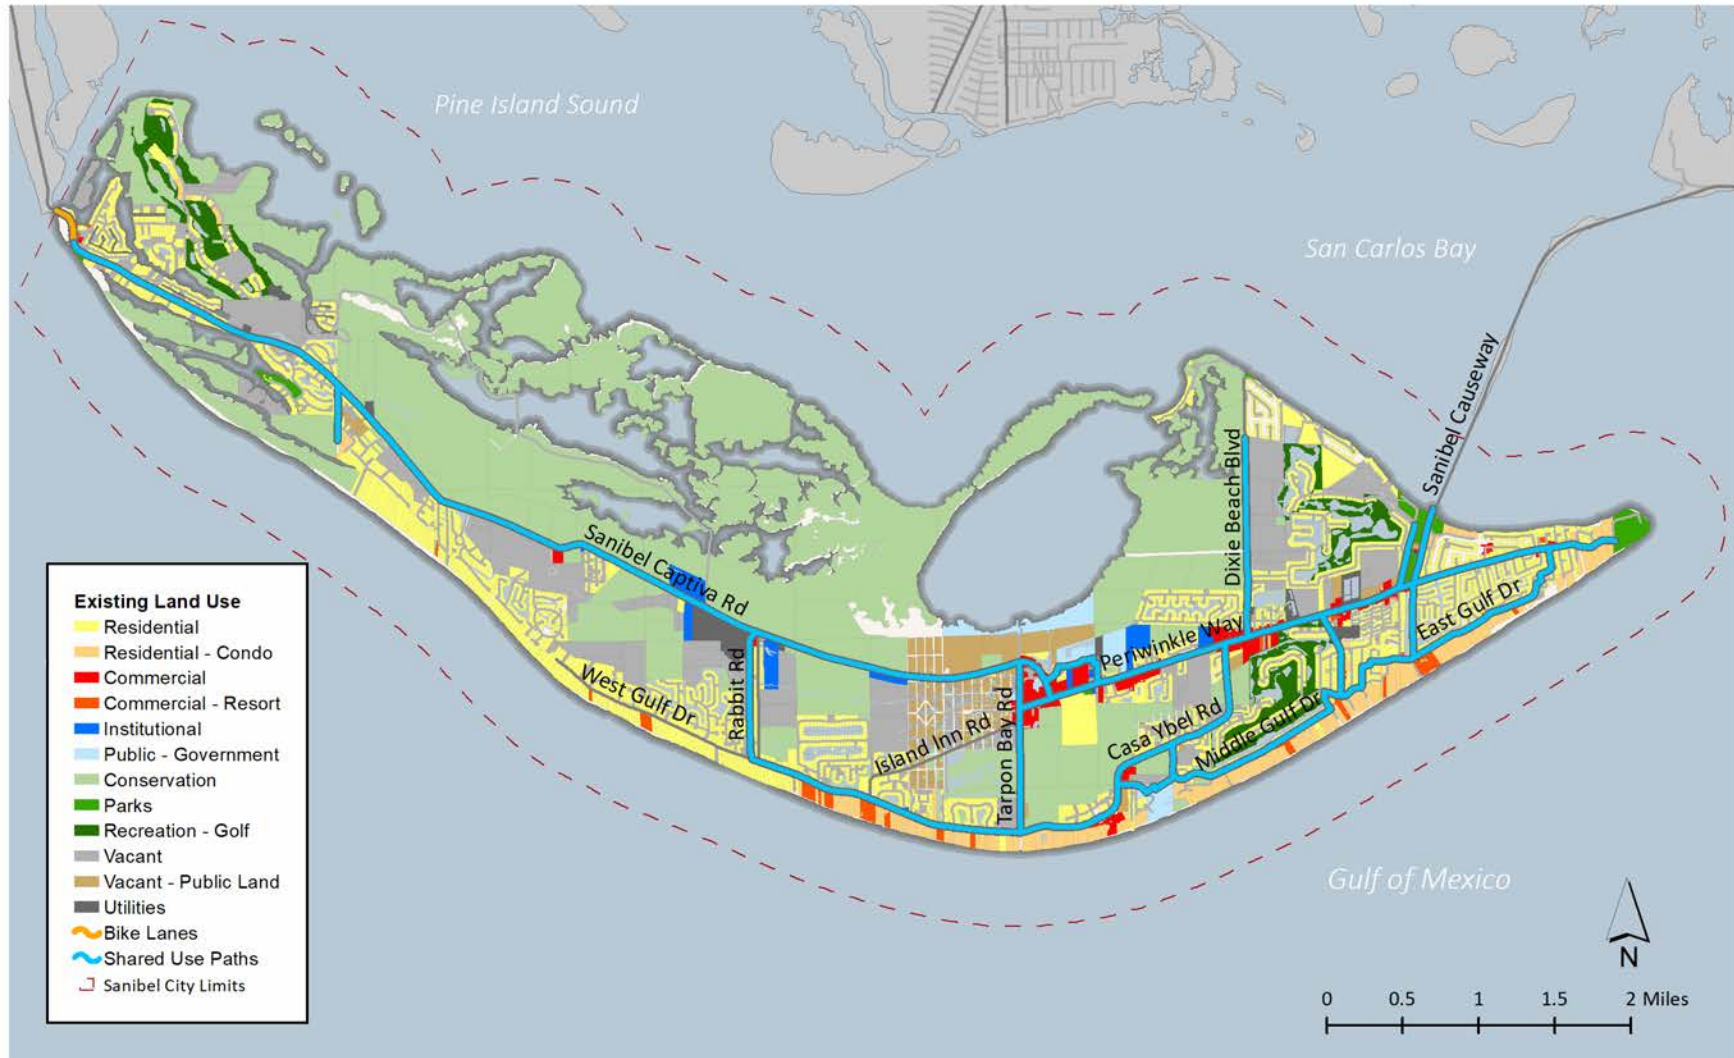 Pine Island Sound
San Carlos Bay
Sanibel Causeway
Dixie Beach Blvd
Sanibel Captiva Rd
Periwinkle Way
East Gulf Dr
Rabbit Rd
West Gulf Dr
Island Inn Rd
Tarpon Bay Rd
Casa Ybel Rd
Middle Gulf Dr
Gulf of Mexico
Existing Land Use
Residential
Residential - Condo
Commercial
Commercial - Resort
Institutional
Public - Government
Conservation
Parks
Recreation - Golf
Vacant
Vacant - Public Land
Utilities
Bike Lanes
Shared Use Paths
Sanibel City Limits
N
0 0.5 1 1.5 2 Miles